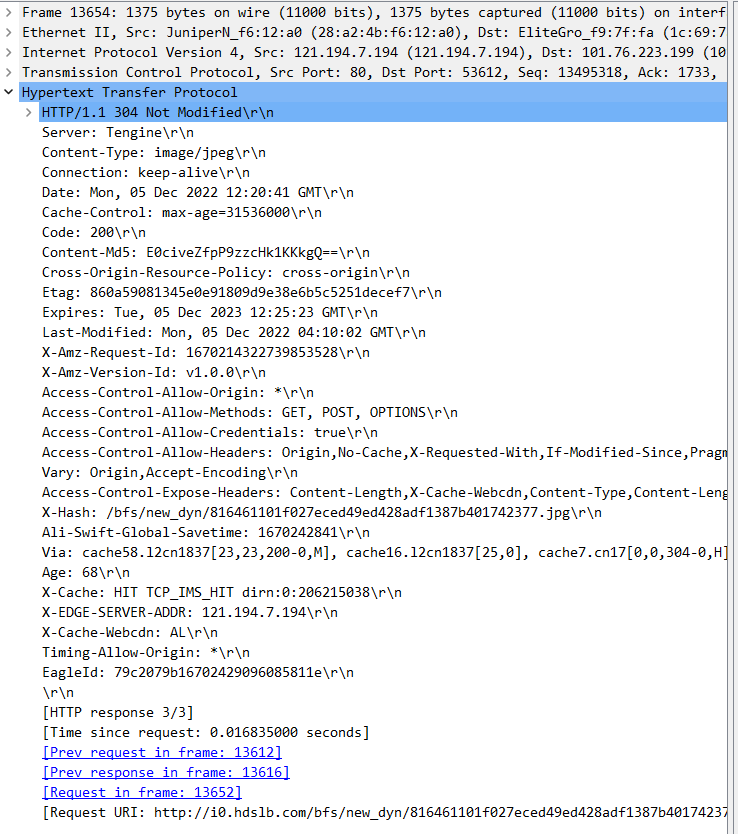 Frame 13654: 1375 bytes on wire (11000 bits), 1375 bytes captured (11000 bits) on interf
Ethernet II, Src: JuniperN_f6:12:a0 (28:a2:4b:f6:12:a0), Dst: EliteGro_f9:7f:fa (1c:69:7
Internet Protocol Version 4, Src: 121.194.7.194 (121.194.7.194), Dst: 101.76.223.199 (10
Transmission Control Protocol, Src Port: 80, Dst Port: 53612, Seq: 13495318, Ack: 1733,
Hypertext Transfer Protocol
HTTP/1.1 304 Not Modified\r\n
Server: Tengine\r\n
Content-Type: image/jpeg\r\n
Connection: keep-alive\r\n
Date: Mon, 05 Dec 2022 12:20:41 GMT\r\n
Cache-Control: max-age=31536000\r\n
Code: 200\r\n
Content-Md5: E0civeZfpP9zzcHk1KKkgQ==\r\n
Cross-Origin-Resource-Policy: cross-origin\r\n
Etag: 860a59081345e0e91809d9e38e6b5c5251decef7\r\n
Expires: Tue, 05 Dec 2023 12:25:23 GMT\r\n
Last-Modified: Mon, 05 Dec 2022 04:10:02 GMT\r\n
X-Amz-Request-Id: 1670214322739853528\r\n
X-Amz-Version-Id: v1.0.0\r\n
Access-Control-Allow-Origin: *\r\n
Access-Control-Allow-Methods: GET, POST, OPTIONS\r\n
Access-Control-Allow-Credentials: true\r\n
Access-Control-Allow-Headers: Origin,No-Cache,X-Requested-With,If-Modified-Since,Pragm
Vary: Origin,Accept-Encoding\r\n
Access-Control-Expose-Headers: Content-Length,X-Cache-Webcdn,Content-Type,Content-Leng
X-Hash: /bfs/new_dyn/816461101f027eced49ed428adf1387b401742377.jpg\r\n
Ali-Swift-Global-Savetime: 1670242841\r\n
Via: cache58.l2cn1837[23,23,200-0,M], cache16.l2cn1837[25,0], cache7.cn17[0,0,304-0,H]
Age: 68\r\n
X-Cache: HIT TCP_IMS_HIT dirn:0:206215038\r\n
X-EDGE-SERVER-ADDR: 121.194.7.194\r\n
X-Cache-Webcdn: AL\r\n
Timing-Allow-Origin: *\r\n
EagleId: 79c2079b16702429096085811e\r\n
\r\n
[HTTP response 3/3]
[Time since request: 0.016835000 seconds]
[Prev request in frame: 13612]
[Prev response in frame: 13616]
[Request in frame: 13652]
[Request URI: http://i0.hdslb.com/bfs/new_dyn/816461101f027eced49ed428adf1387b40174237